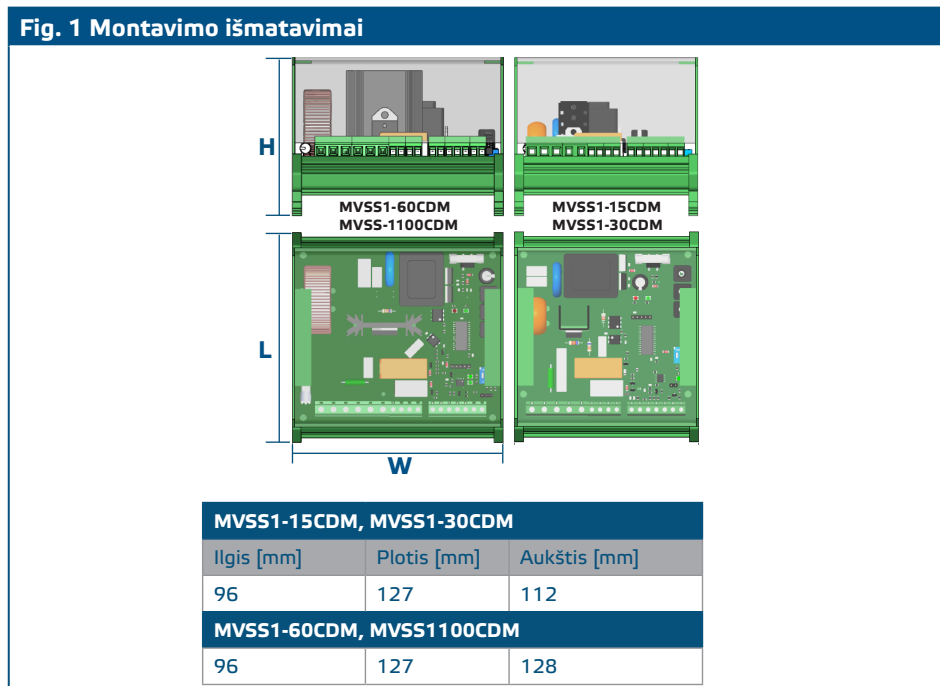 Fig. 1 Montavimo išmatavimai
H
MVSS1-60CDM
MVSS-1100CDM
MVSS1-15CDM
MVSS1-30CDM
L
W
MVSS1-15CDM, MVSS1-30CDM
Ilgis [mm] Plotis [mm] Aukštis [mm]
96 127 112
MVSS1-60CDM, MVSS1100CDM
96 127 128